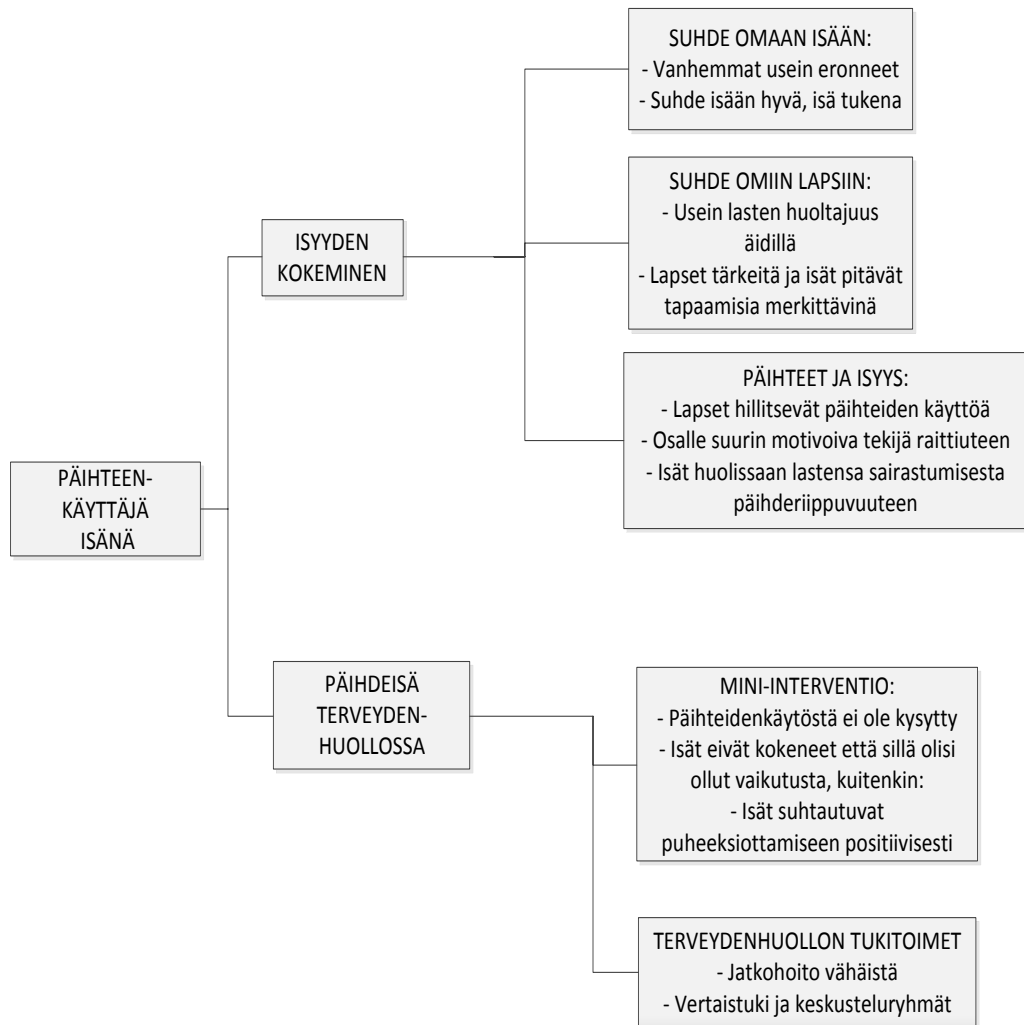 SUHDE OMAAN ISÄÄN:
- Vanhemmat usein eronneet
- Suhde isään hyvä, isä tukena
SUHDE OMIIN LAPSIIN:
- Usein lasten huoltajuus
äidillä
- Lapset tärkeitä ja isät pitävät
tapaamisia merkittävinä
ISYYDEN
KOKEMINEN
PÄIHTEET JA ISYYS:
- Lapset hillitsevät päihteiden käyttöä
- Osalle suurin motivoiva tekijä raittiuteen
- Isät huolissaan lastensa sairastumisesta
päihderiippuvuuteen
PÄIHTEEN-
KÄYTTÄJÄ
ISÄNÄ
PÄIHDEISÄ
TERVEYDEN-
HUOLLOSSA
MINI-INTERVENTIO:
- Päihteidenkäytöstä ei ole kysytty
- Isät eivät kokeneet että sillä olisi
ollut vaikutusta, kuitenkin:
- Isät suhtautuvat
puheeksiottamiseen positiivisesti
TERVEYDENHUOLLON TUKITOIMET
- Jatkohoito vähäistä
- Vertaistuki ja keskusteluryhmät